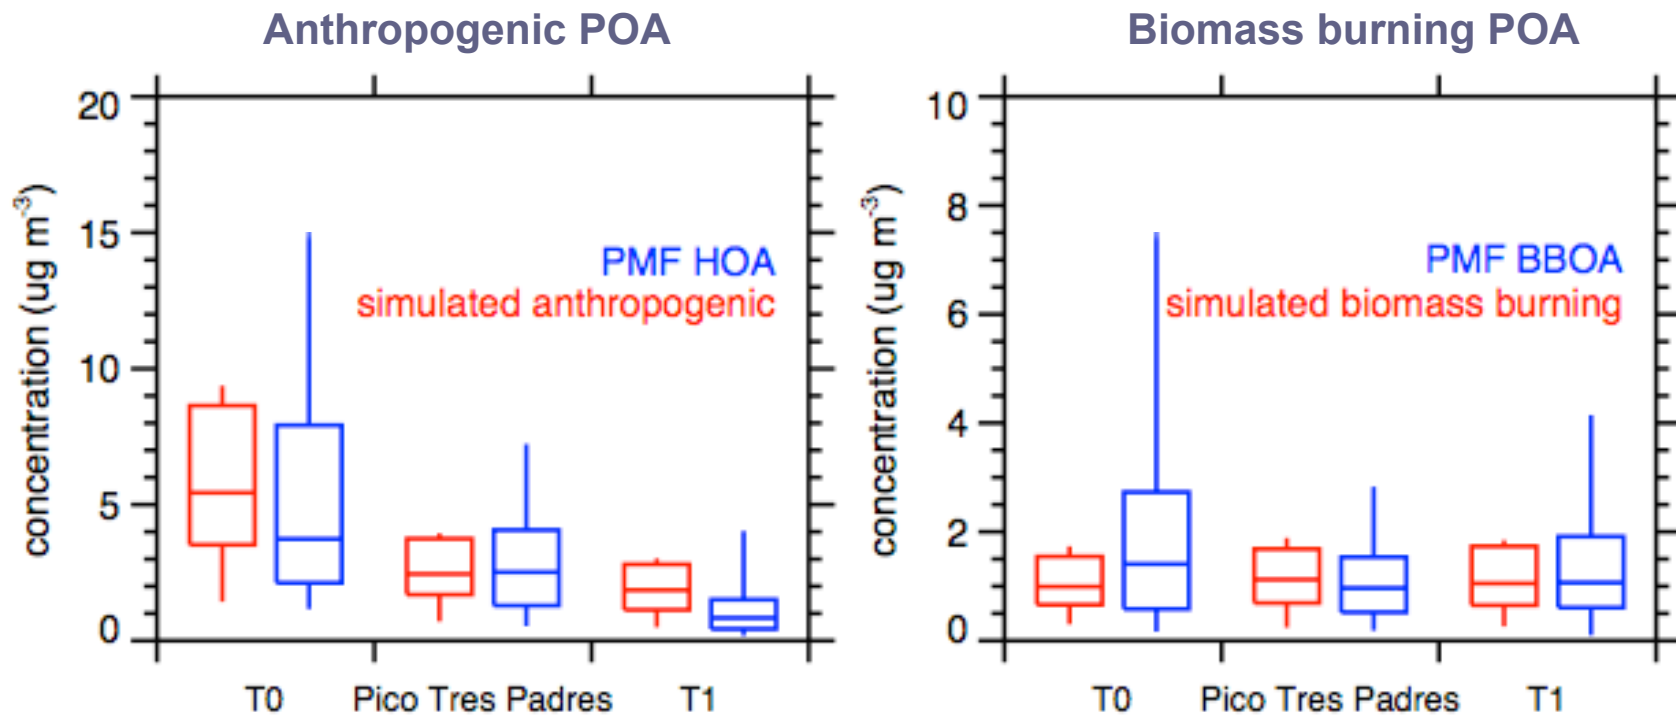 Anthropogenic POA
20
15
10
5
0
concentration (ug m-3)
PMF HOA
simulated anthropogenic
T0 Pico Tres Padres T1
Biomass burning POA
10
8
6
4
2
0
concentration (ug m-3)
PMF BBOA
simulated biomass burning
T0 Pico Tres Padres T1